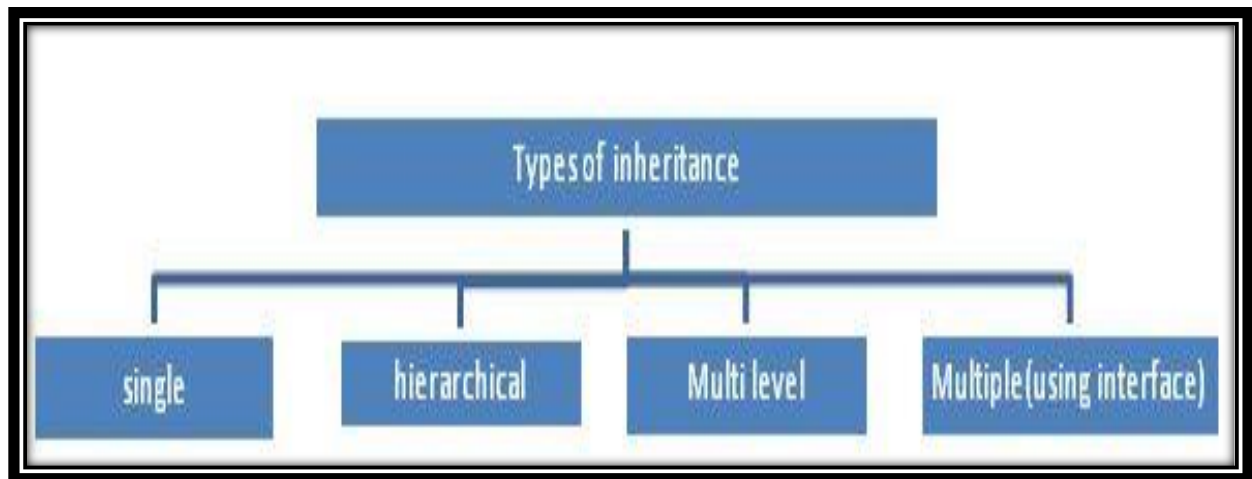 Types of inheritance
single
hierarchical
Multi level
Multiple(using interface)